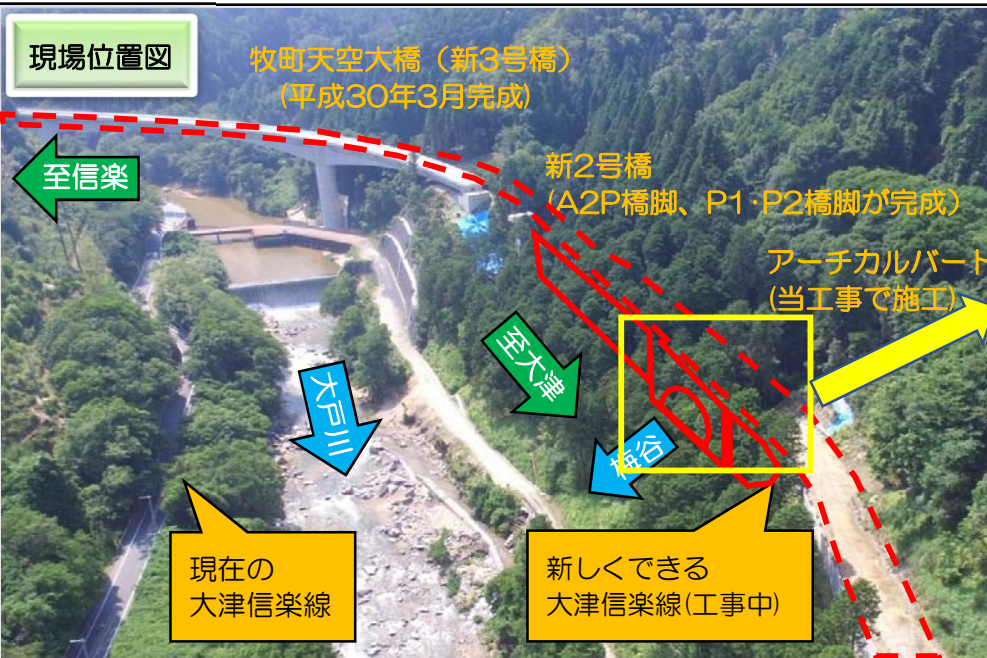 現場位置図
牧町天空大橋（新3号橋）
(平成30年3月完成)
至信楽
新2号橋
(A2P橋脚、P1・P2橋脚が完成)
アーチカルバート
(当工事で施工)
至大津
大戸川
梅谷
現在の
大津信楽線
新しくできる
大津信楽線(工事中)